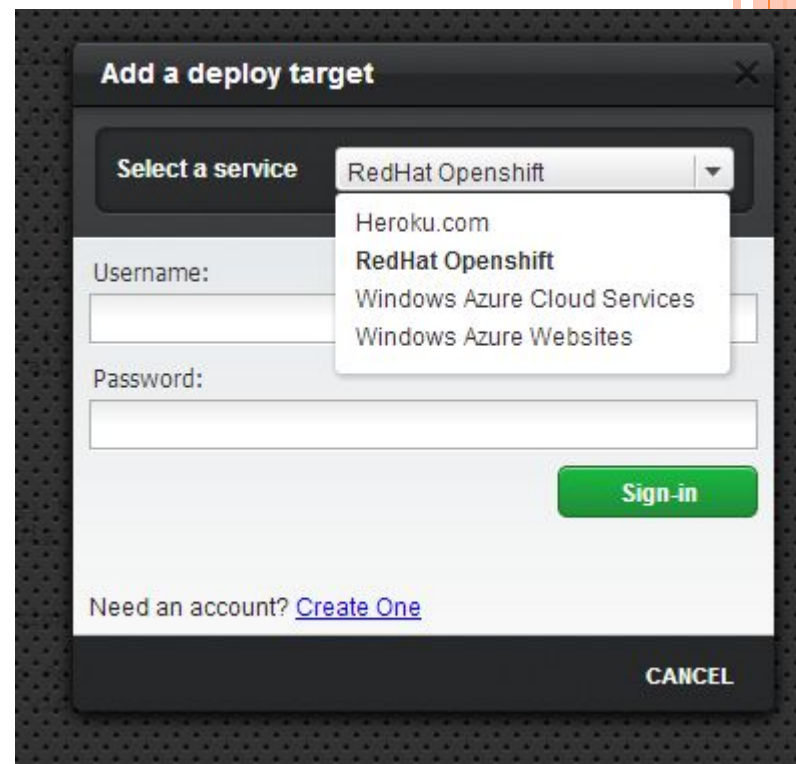 Add a deploy target
Select a service
RedHat Openshift
Heroku.com
RedHat Openshift
Windows Azure Cloud Services
Windows Azure Websites
Username:
Password:
Sign-in
Need an account? Create One
CANCEL